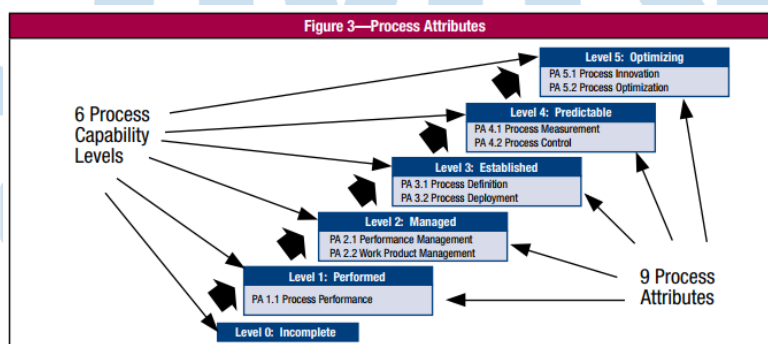 Figure 3—Process Attributes
Level 5: Optimizing
PA 5.1 Process Innovation
PA 5.2 Process Optimization
6 Process
Capability
Levels
Level 4: Predictable
PA 4.1 Process Measurement
PA 4.2 Process Control
Level 3: Established
PA 3.1 Process Definition
PA 3.2 Process Deployment
Level 2: Managed
PA 2.1 Performance Management
PA 2.2 Work Product Management
Level 1: Performed
PA 1.1 Process Performance
9 Process
Attributes
Level 0: Incomplete